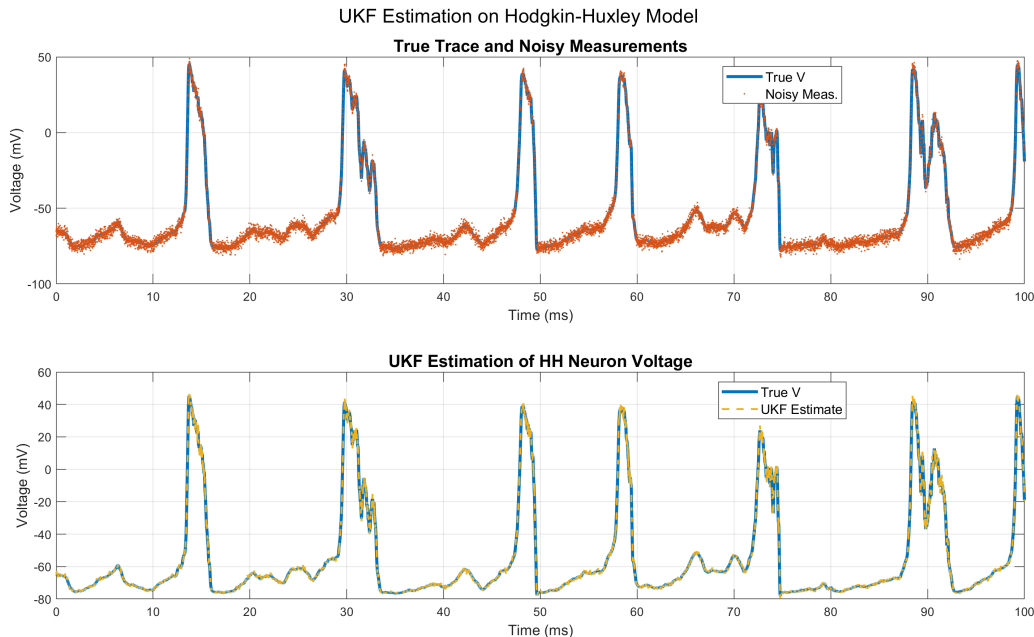 UKF Estimation on Hodgkin-Huxley Model
True Trace and Noisy Measurements
50
0
-50
-100
Voltage (mV)
True V
Noisy Meas.
0 10 20 30 40 50 60 70 80 90 100
Time (ms)
UKF Estimation of HH Neuron Voltage
60
40
20
0
-20
-40
-60
-80
Voltage (mV)
True V
UKF Estimate
0 10 20 30 40 50 60 70 80 90 100
Time (ms)